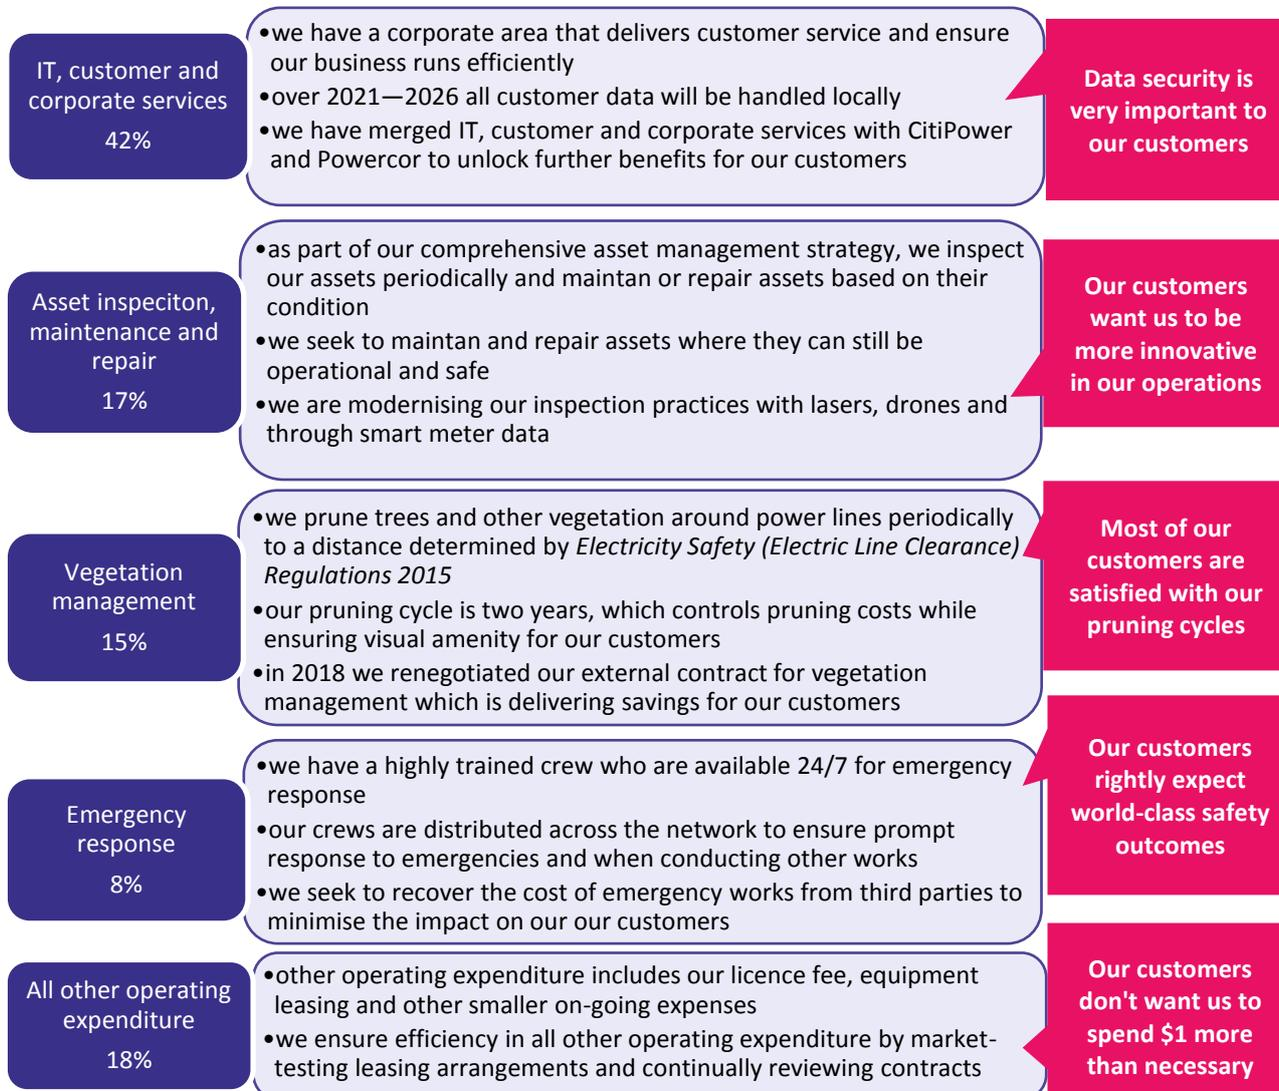 IT, customer and
corporate services
42%
•we have a corporate area that delivers customer service and ensure
our business runs efficiently
•over 2021—2026 all customer data will be handled locally
•we have merged IT, customer and corporate services with CitiPower
and Powercor to unlock further benefits for our customers
Data security is
very important to
our customers
Asset inspeciton,
maintenance and
repair
17%
•as part of our comprehensive asset management strategy, we inspect
our assets periodically and maintan or repair assets based on their
condition
•we seek to maintan and repair assets where they can still be
operational and safe
•we are modernising our inspection practices with lasers, drones and
through smart meter data
Our customers
want us to be
more innovative
in our operations
Vegetation
management
15%
•we prune trees and other vegetation around power lines periodically
to a distance determined by Electricity Safety (Electric Line Clearance)
Regulations 2015
•our pruning cycle is two years, which controls pruning costs while
ensuring visual amenity for our customers
•in 2018 we renegotiated our external contract for vegetation
management which is delivering savings for our customers
Most of our
customers are
satisfied with our
pruning cycles
Emergency
response
8%
•we have a highly trained crew who are available 24/7 for emergency
response
•our crews are distributed across the network to ensure prompt
response to emergencies and when conducting other works
•we seek to recover the cost of emergency works from third parties to
minimise the impact on our our customers
Our customers
rightly expect
world-class safety
outcomes
All other operating
expenditure
18%
•other operating expenditure includes our licence fee, equipment
leasing and other smaller on-going expenses
•we ensure efficiency in all other operating expenditure by market-
testing leasing arrangements and continually reviewing contracts
Our customers
don't want us to
spend $1 more
than necessary